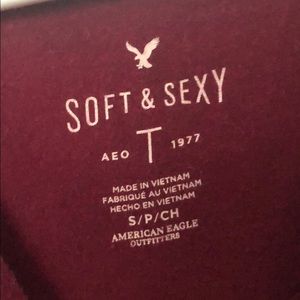 SOFT & SEXY
AEO T 1977
MADE IN VIETNAM
FABRIQUÉ AU VIETNAM
HECHO EN VIETNAM
S/P/CH
AMERICAN EAGLE
OUTFITTERS